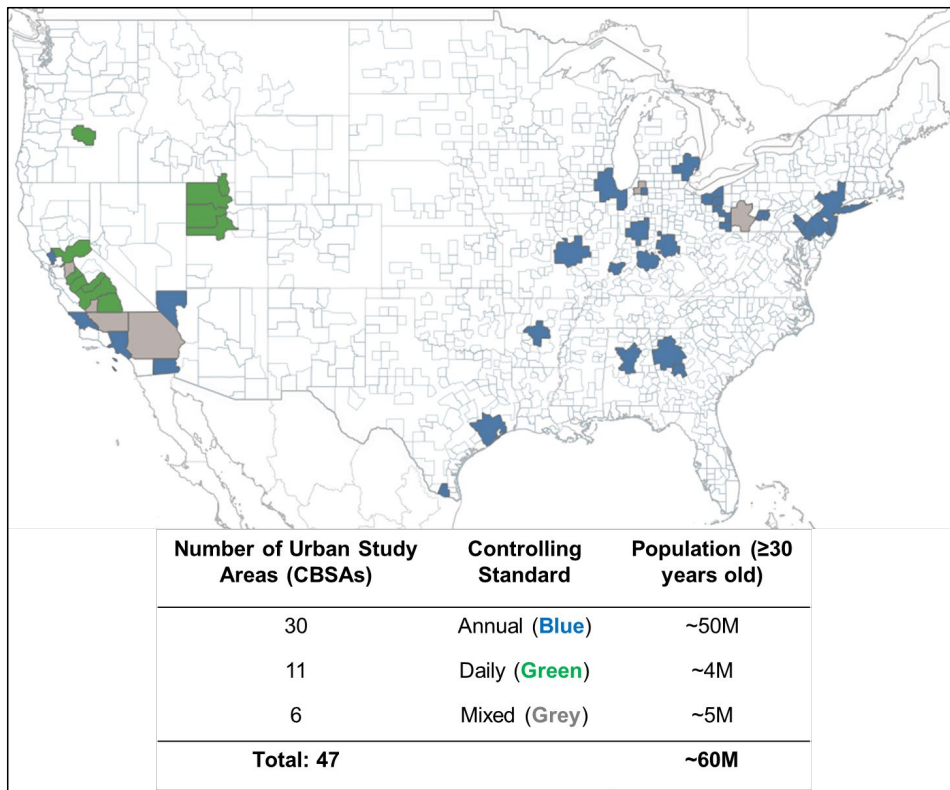 Number of Urban Study Areas (CBSAs) Controlling Standard Population (≥30 years old)
30 Annual (Blue) ~50M
11 Daily (Green) ~4M
6 Mixed (Grey) ~5M
Total: 47 ~60M